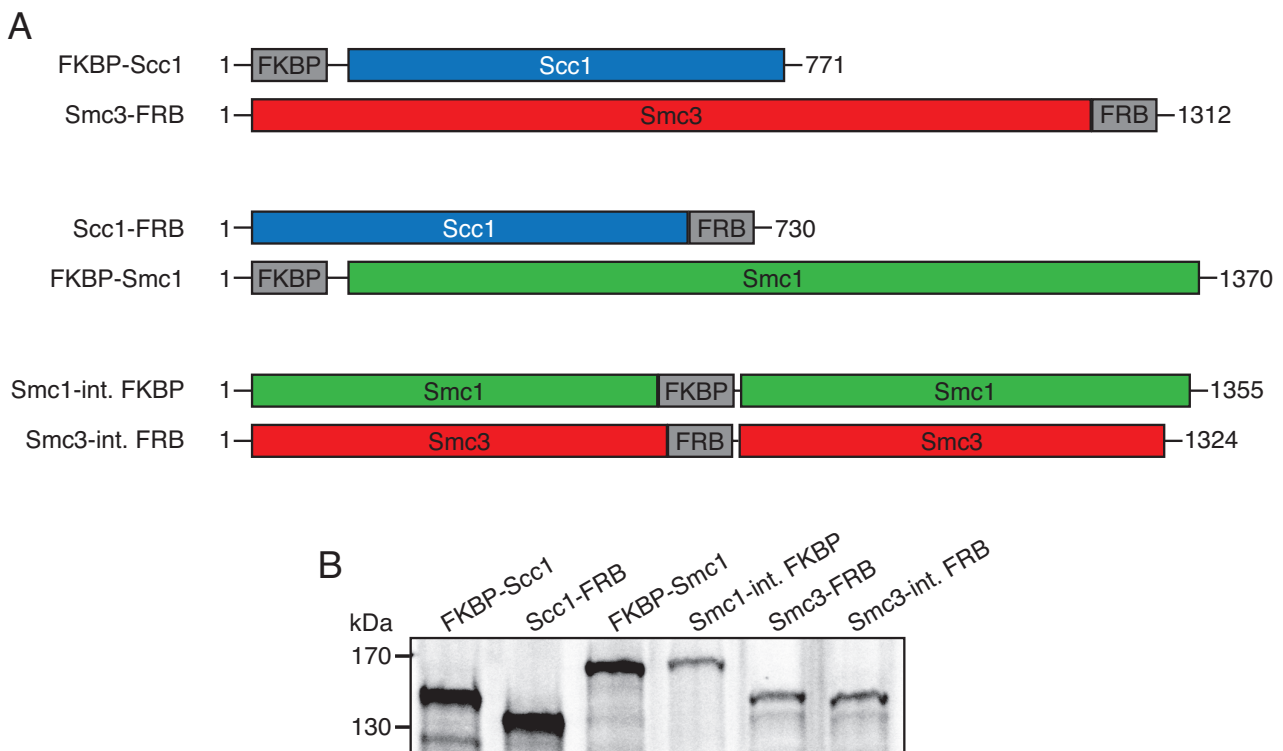 A
FKBP-Scc1 1 FKBP Scc1 771
Smc3-FRB 1 Smc3 FRB 1312
Scc1-FRB 1 Scc1 FRB 730
FKBP-Smc1 1 FKBP Smc1 1370
Smc1-int. FKBP 1 Smc1 FKBP Smc1 1355
Smc3-int. FRB 1 Smc3 FRB Smc3 1324
B
kDa
FKBP-Scc1
Scc1-FRB
FKBP-Smc1
Smc1-int. FKBP
Smc3-FRB
Smc3-int. FRB
170
130